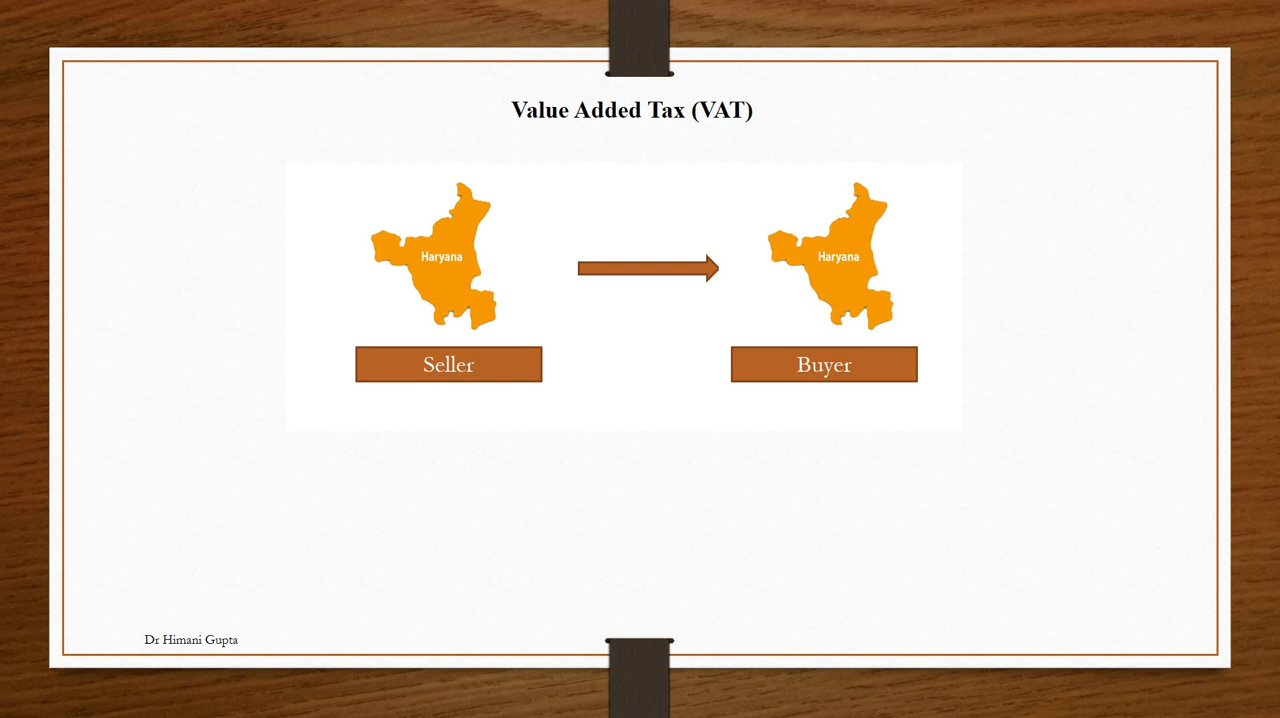 Value Added Tax (VAT)
Haryana
Haryana
Seller
Buyer
Dr Himani Gupta